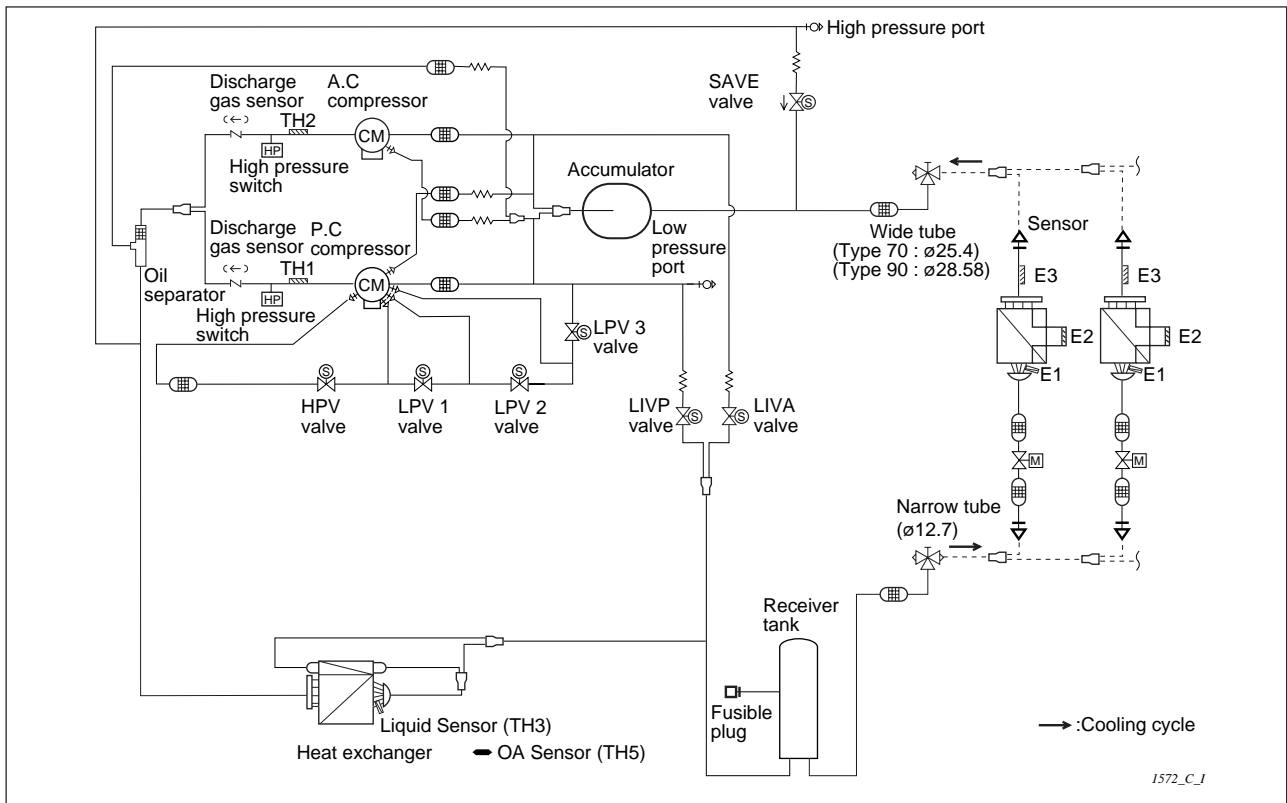 High pressure port
Discharge
gas sensor
A.C
compressor
SAVE
valve
S
TH2
CM
HP
High pressure
switch
Accumulator
Discharge
gas sensor
P.C
compressor
Low
pressure
port
Wide tube
(Type 70 : ø25.4)
(Type 90 : ø28.58)
Sensor
Oil
separator
TH1
CM
HP
High pressure
switch
E3
E3
E2
E2
E1
E1
S
LPV 3
valve
S
S
S
HPV
valve
LPV 1
valve
LPV 2
valve
LIVP
valve
S
S
LIVA
valve
M
M
Narrow tube
(ø12.7)
Receiver
tank
Fusible
plug
Liquid Sensor (TH3)
Heat exchanger
OA Sensor (TH5)
:Cooling cycle
1572_C_I